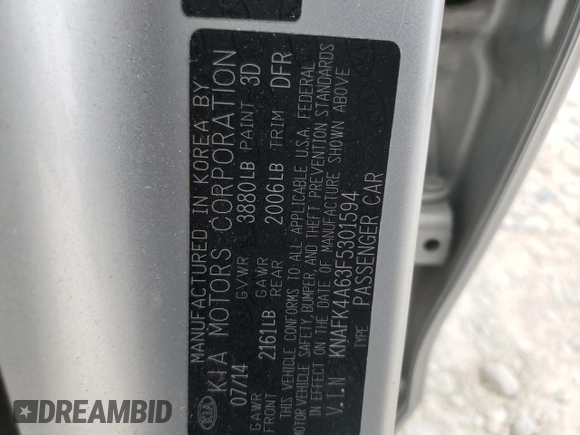 MANUFACTURED IN KOREA BY
KIA MOTORS CORPORATION
07/14 GVWR 3880LB PAINT 3D
GAWR 2161LB GAWR 2006LB TRIM DFR
FRONT REAR
THIS VEHICLE CONFORMS TO ALL APPLICABLE U.S.A. FEDERAL
MOTOR VEHICLE SAFETY, BUMPER, AND THEFT PREVENTION STANDARDS
IN EFFECT ON THE DATE OF MANUFACTURE SHOWN ABOVE
V.I.N KNAFK4A63F5301594
TYPE PASSENGER CAR
KIA
DREAMBID